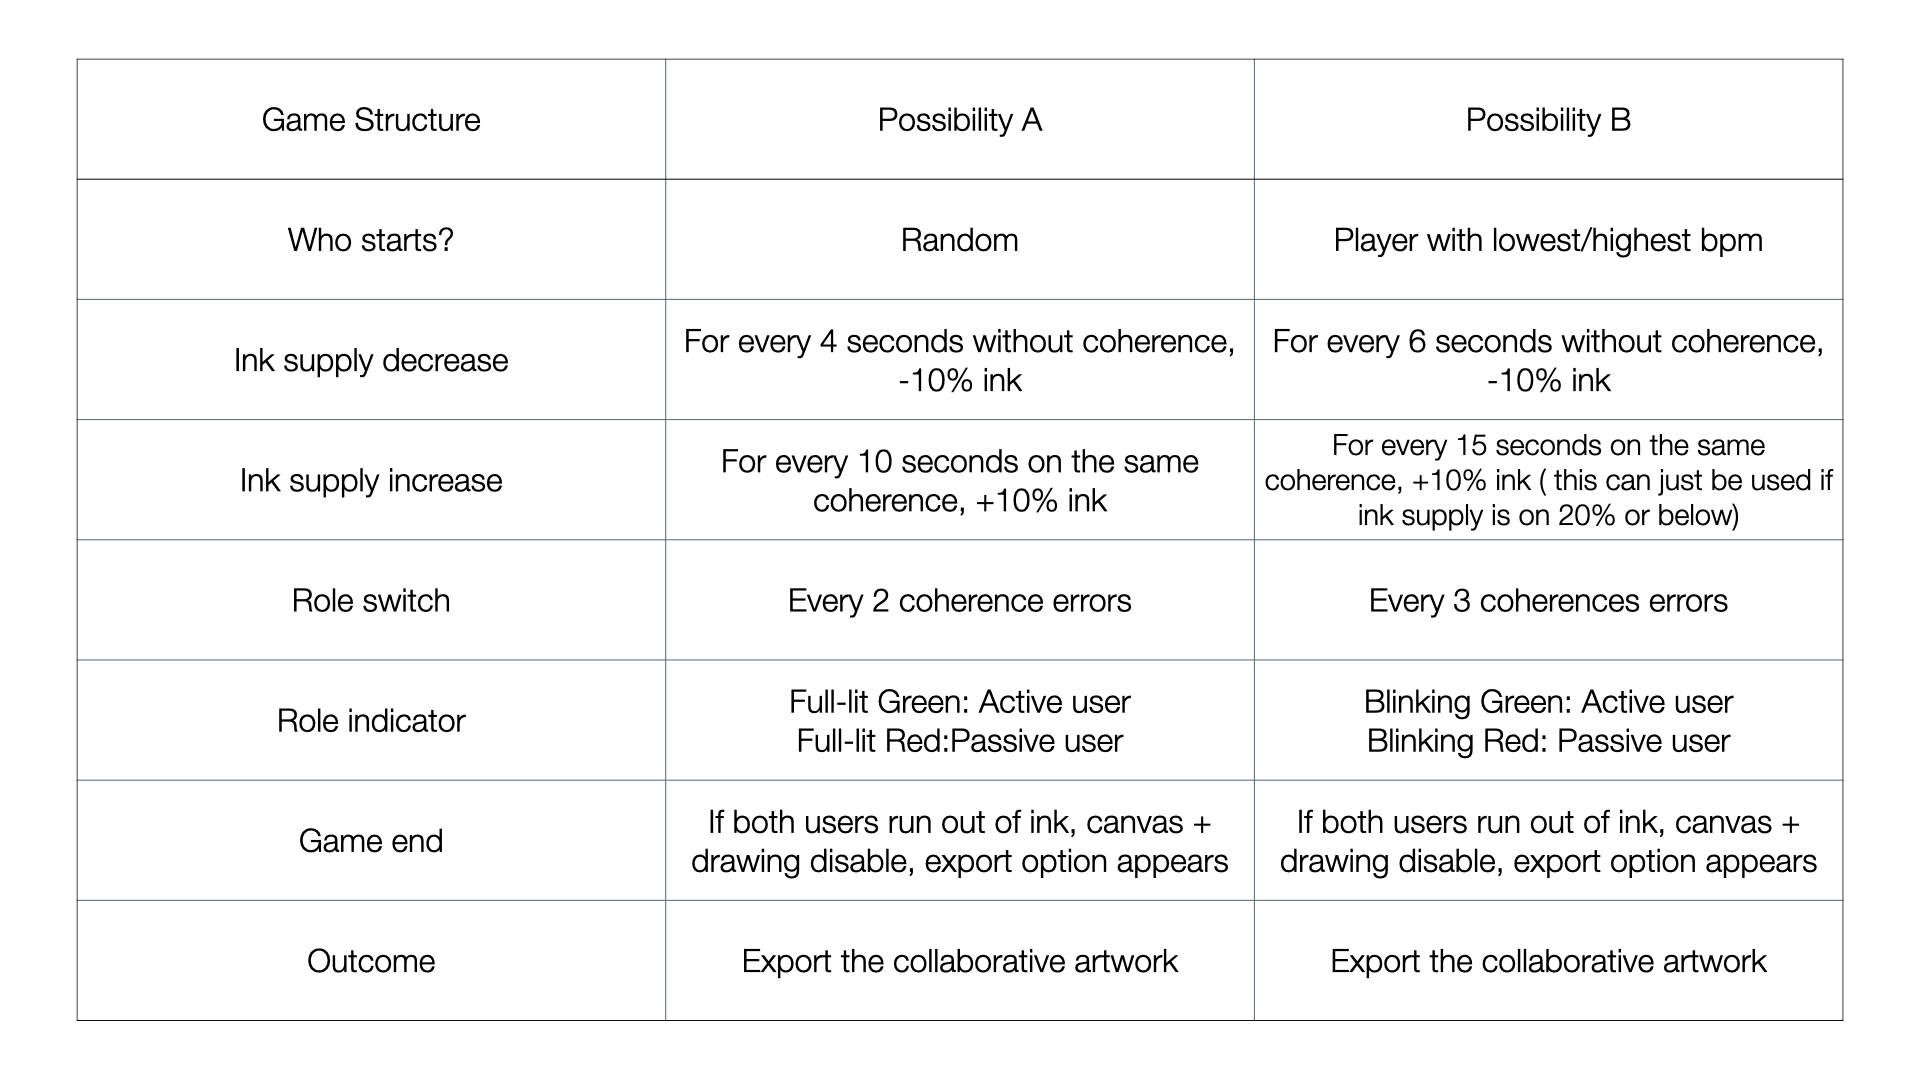 Game Structure
Possibility A
Possibility B
Who starts?
Random
Player with lowest/highest bpm
Ink supply decrease
For every 4 seconds without coherence,
-10% ink
For every 6 seconds without coherence,
-10% ink
Ink supply increase
For every 10 seconds on the same
coherence, +10% ink
For every 15 seconds on the same
coherence, +10% ink ( this can just be used if
ink supply is on 20% or below)
Role switch
Every 2 coherence errors
Every 3 coherences errors
Role indicator
Full-lit Green: Active user
Full-lit Red:Passive user
Blinking Green: Active user
Blinking Red: Passive user
Game end
If both users run out of ink, canvas +
drawing disable, export option appears
If both users run out of ink, canvas +
drawing disable, export option appears
Outcome
Export the collaborative artwork
Export the collaborative artwork